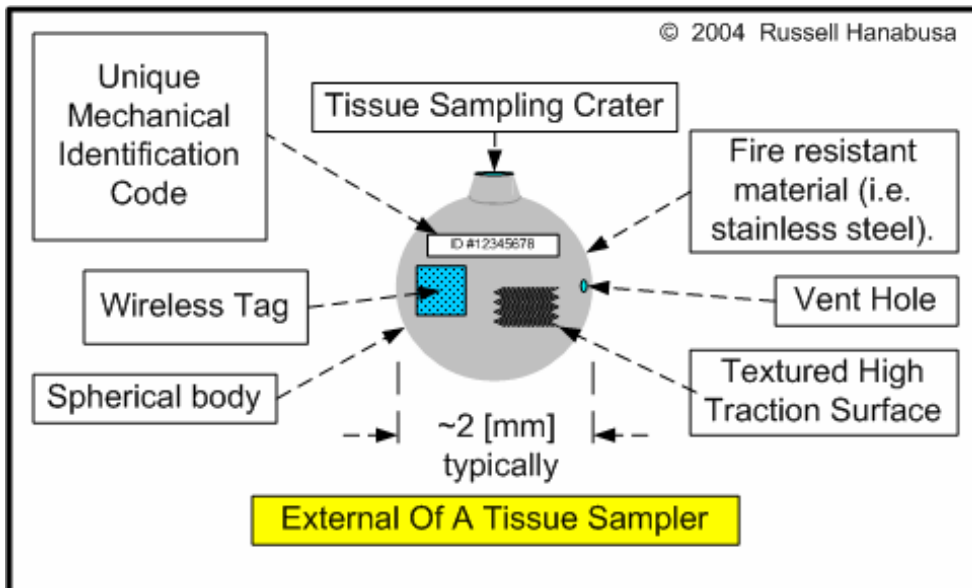 © 2004 Russell Hanabusa
Unique
Mechanical
Identification
Code
Tissue Sampling Crater
Fire resistant
material (i.e.
stainless steel).
ID #12345678
Wireless Tag
Vent Hole
Spherical body
Textured High
Traction Surface
~2 [mm]
typically
External Of A Tissue Sampler